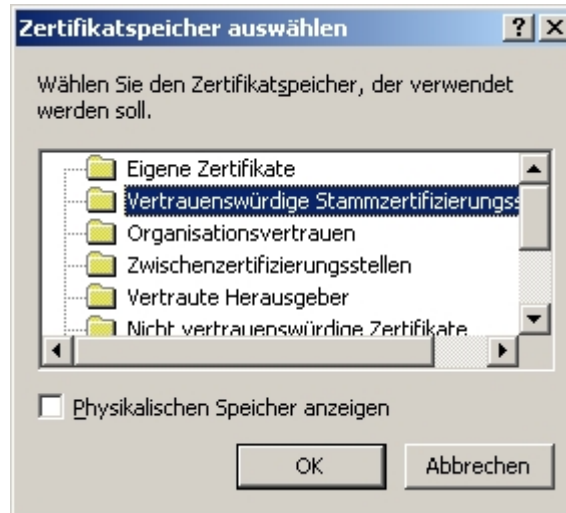 Zertifikatspeicher auswählen
Wählen Sie den Zertifikatspeicher, der verwendet
werden soll.
Eigene Zertifikate
Vertrauenswürdige Stammzertifizierungss
Organisationsvertrauen
Zwischenzertifizierungsstellen
Vertraute Herausgeber
Nicht vertrauenswürdige Zertifikate
Physikalischen Speicher anzeigen
OK Abbrechen